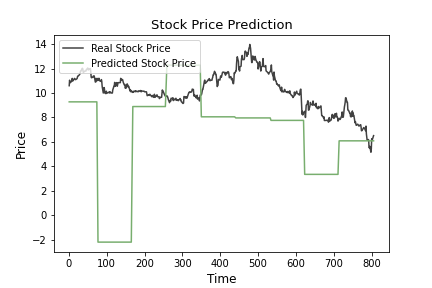 Stock Price Prediction
Real Stock Price
Predicted Stock Price
14
12
10
8
6
4
2
0
−2
Price
0 100 200 300 400 500 600 700 800
Time